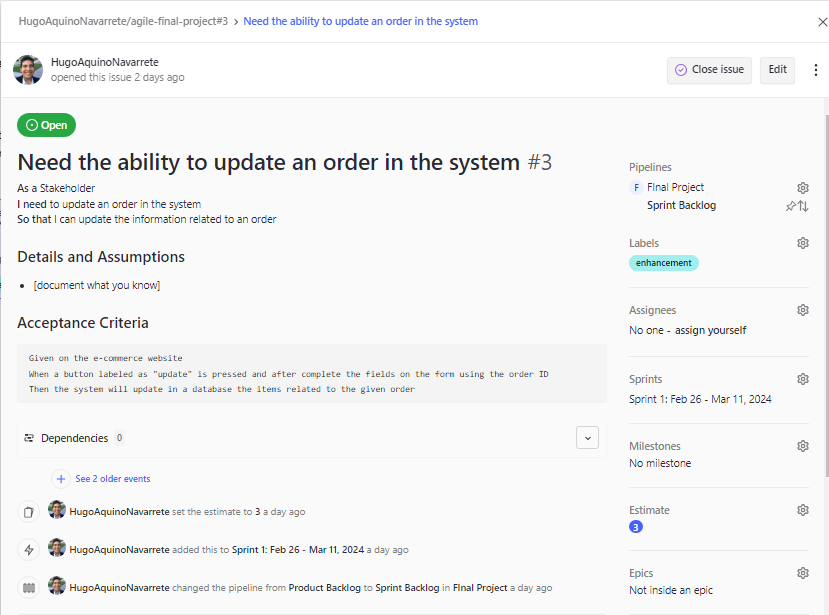 HugoAquinoNavarrete/agile-final-project#3 › Need the ability to update an order in the system
HugoAquinoNavarrete
opened this issue 2 days ago
Close issue
Edit
Open
Need the ability to update an order in the system #3
As a Stakeholder
I need to update an order in the system
So that I can update the information related to an order
Details and Assumptions
• [document what you know]
Acceptance Criteria
Given on the e-commerce website
When a button labeled as "update" is pressed and after complete the fields on the form using the order ID
Then the system will update in a database the items related to the given order
Dependencies 0
See 2 older events
HugoAquinoNavarrete set the estimate to 3 a day ago
HugoAquinoNavarrete added this to Sprint 1: Feb 26 - Mar 11, 2024 a day ago
HugoAquinoNavarrete changed the pipeline from Product Backlog to Sprint Backlog in FInal Project a day ago
Pipelines
F FInal Project
Sprint Backlog
Labels
enhancement
Assignees
No one - assign yourself
Sprints
Sprint 1: Feb 26 - Mar 11, 2024
Milestones
No milestone
Estimate
3
Epics
Not inside an epic